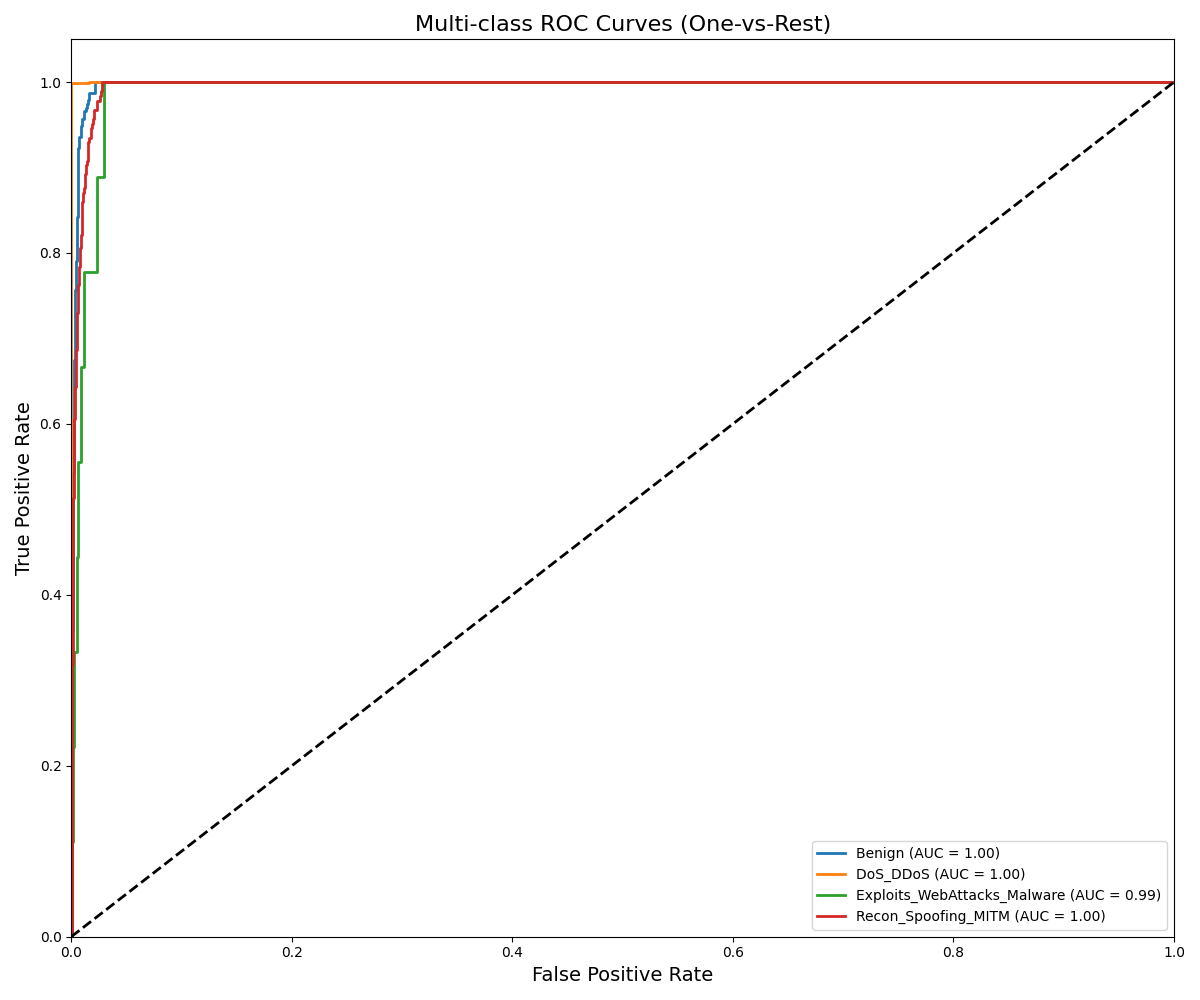 Multi-class ROC Curves (One-vs-Rest)
True Positive Rate
1.0
0.8
0.6
0.4
0.2
0.0
0.0 0.2 0.4 0.6 0.8 1.0
False Positive Rate
Benign (AUC = 1.00)
DoS_DDoS (AUC = 1.00)
Exploits_WebAttacks_Malware (AUC = 0.99)
Recon_Spoofing_MITM (AUC = 1.00)